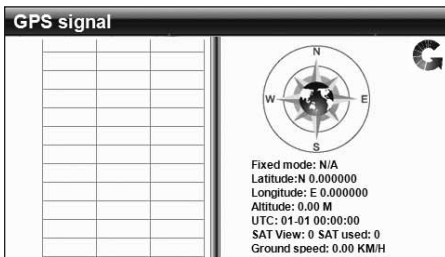 GPS signal
N
W
E
S
Fixed mode: N/A
Latitude:N 0.000000
Longitude: E 0.000000
Altitude: 0.00 M
UTC: 01-01 00:00:00
SAT View: 0 SAT used: 0
Ground speed: 0.00 KM/H